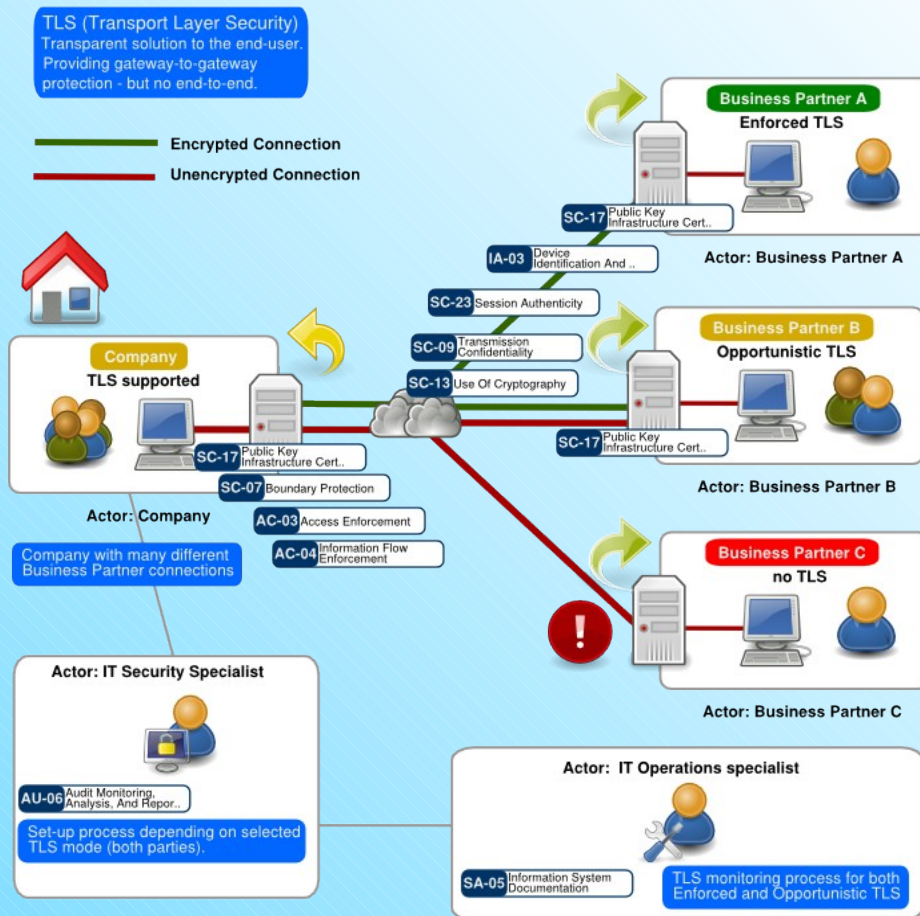 TLS (Transport Layer Security)
Transparent solution to the end-user.
Providing gateway-to-gateway
protection - but no end-to-end.
Encrypted Connection
Unencrypted Connection
Business Partner A
Enforced TLS
SC-17 Public Key
Infrastructure Cert..
Actor: Business Partner A
IA-03 Device
Identification And ..
SC-23 Session Authenticity
SC-09 Transmission
Confidentiality
SC-13 Use Of Cryptography
Business Partner B
Opportunistic TLS
SC-17 Public Key
Infrastructure Cert..
Actor: Business Partner B
Company
TLS supported
SC-17 Public Key
Infrastructure Cert..
SC-07 Boundary Protection
AC-03 Access Enforcement
AC-04 Information Flow
Enforcement
Actor: Company
Company with many different
Business Partner connections
Business Partner C
no TLS
!
Actor: Business Partner C
Actor: IT Security Specialist
AU-06 Audit Monitoring,
Analysis, And Repor..
Set-up process depending on selected
TLS mode (both parties).
Actor: IT Operations specialist
SA-05 Information System
Documentation
TLS monitoring process for both
Enforced and Opportunistic TLS